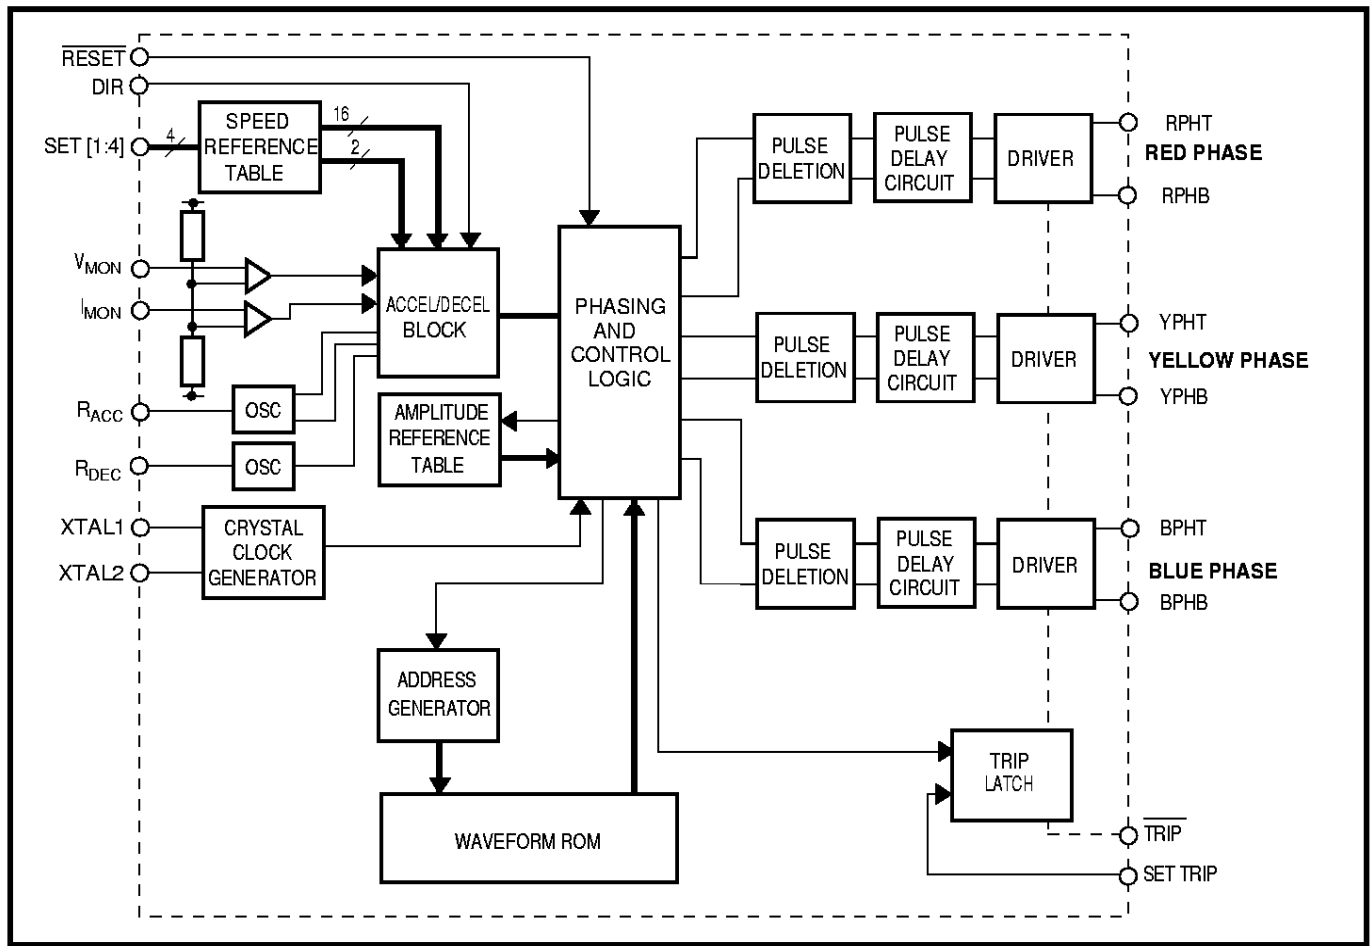 RESET
DIR
SET [1:4]
4
SPEED
REFERENCE
TABLE
16
2
VMON
IMON
ACCEL/DECEL
BLOCK
RACC
OSC
RDEC
OSC
AMPLITUDE
REFERENCE
TABLE
XTAL1
XTAL2
CRYSTAL
CLOCK
GENERATOR
PHASING
AND
CONTROL
LOGIC
ADDRESS
GENERATOR
WAVEFORM ROM
PULSE
DELETION
PULSE
DELAY
CIRCUIT
DRIVER
RPHT
RED PHASE
RPHB
PULSE
DELETION
PULSE
DELAY
CIRCUIT
DRIVER
YPHT
YELLOW PHASE
YPHB
PULSE
DELETION
PULSE
DELAY
CIRCUIT
DRIVER
BPHT
BLUE PHASE
BPHB
TRIP
LATCH
TRIP
SET TRIP